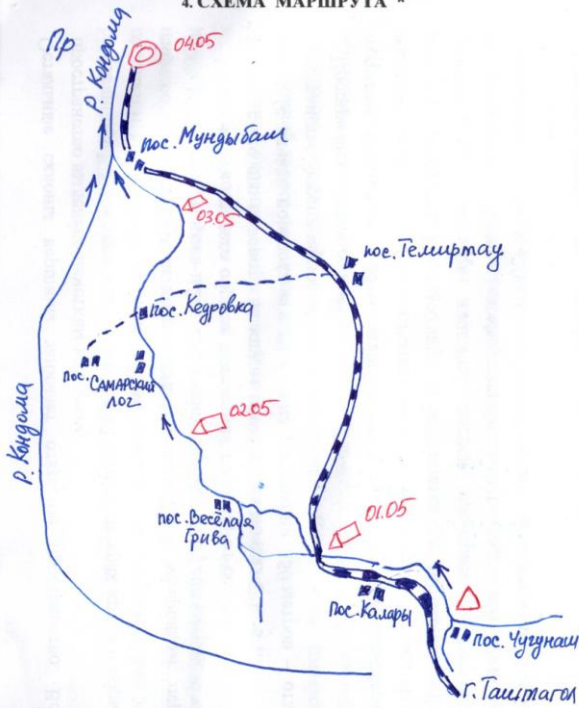 4. СХЕМА МАРШРУТА "
Пр
04.05
Р. Кондома
пос. Мундыбаш
03.05
пос. Темиртау
пос. Кедровка
пос. Самарский
лог
02.05
Р. Кондома
пос. Весёлая
Грива
01.05
пос. Калары
пос. Чугунаш
г. Таштагол